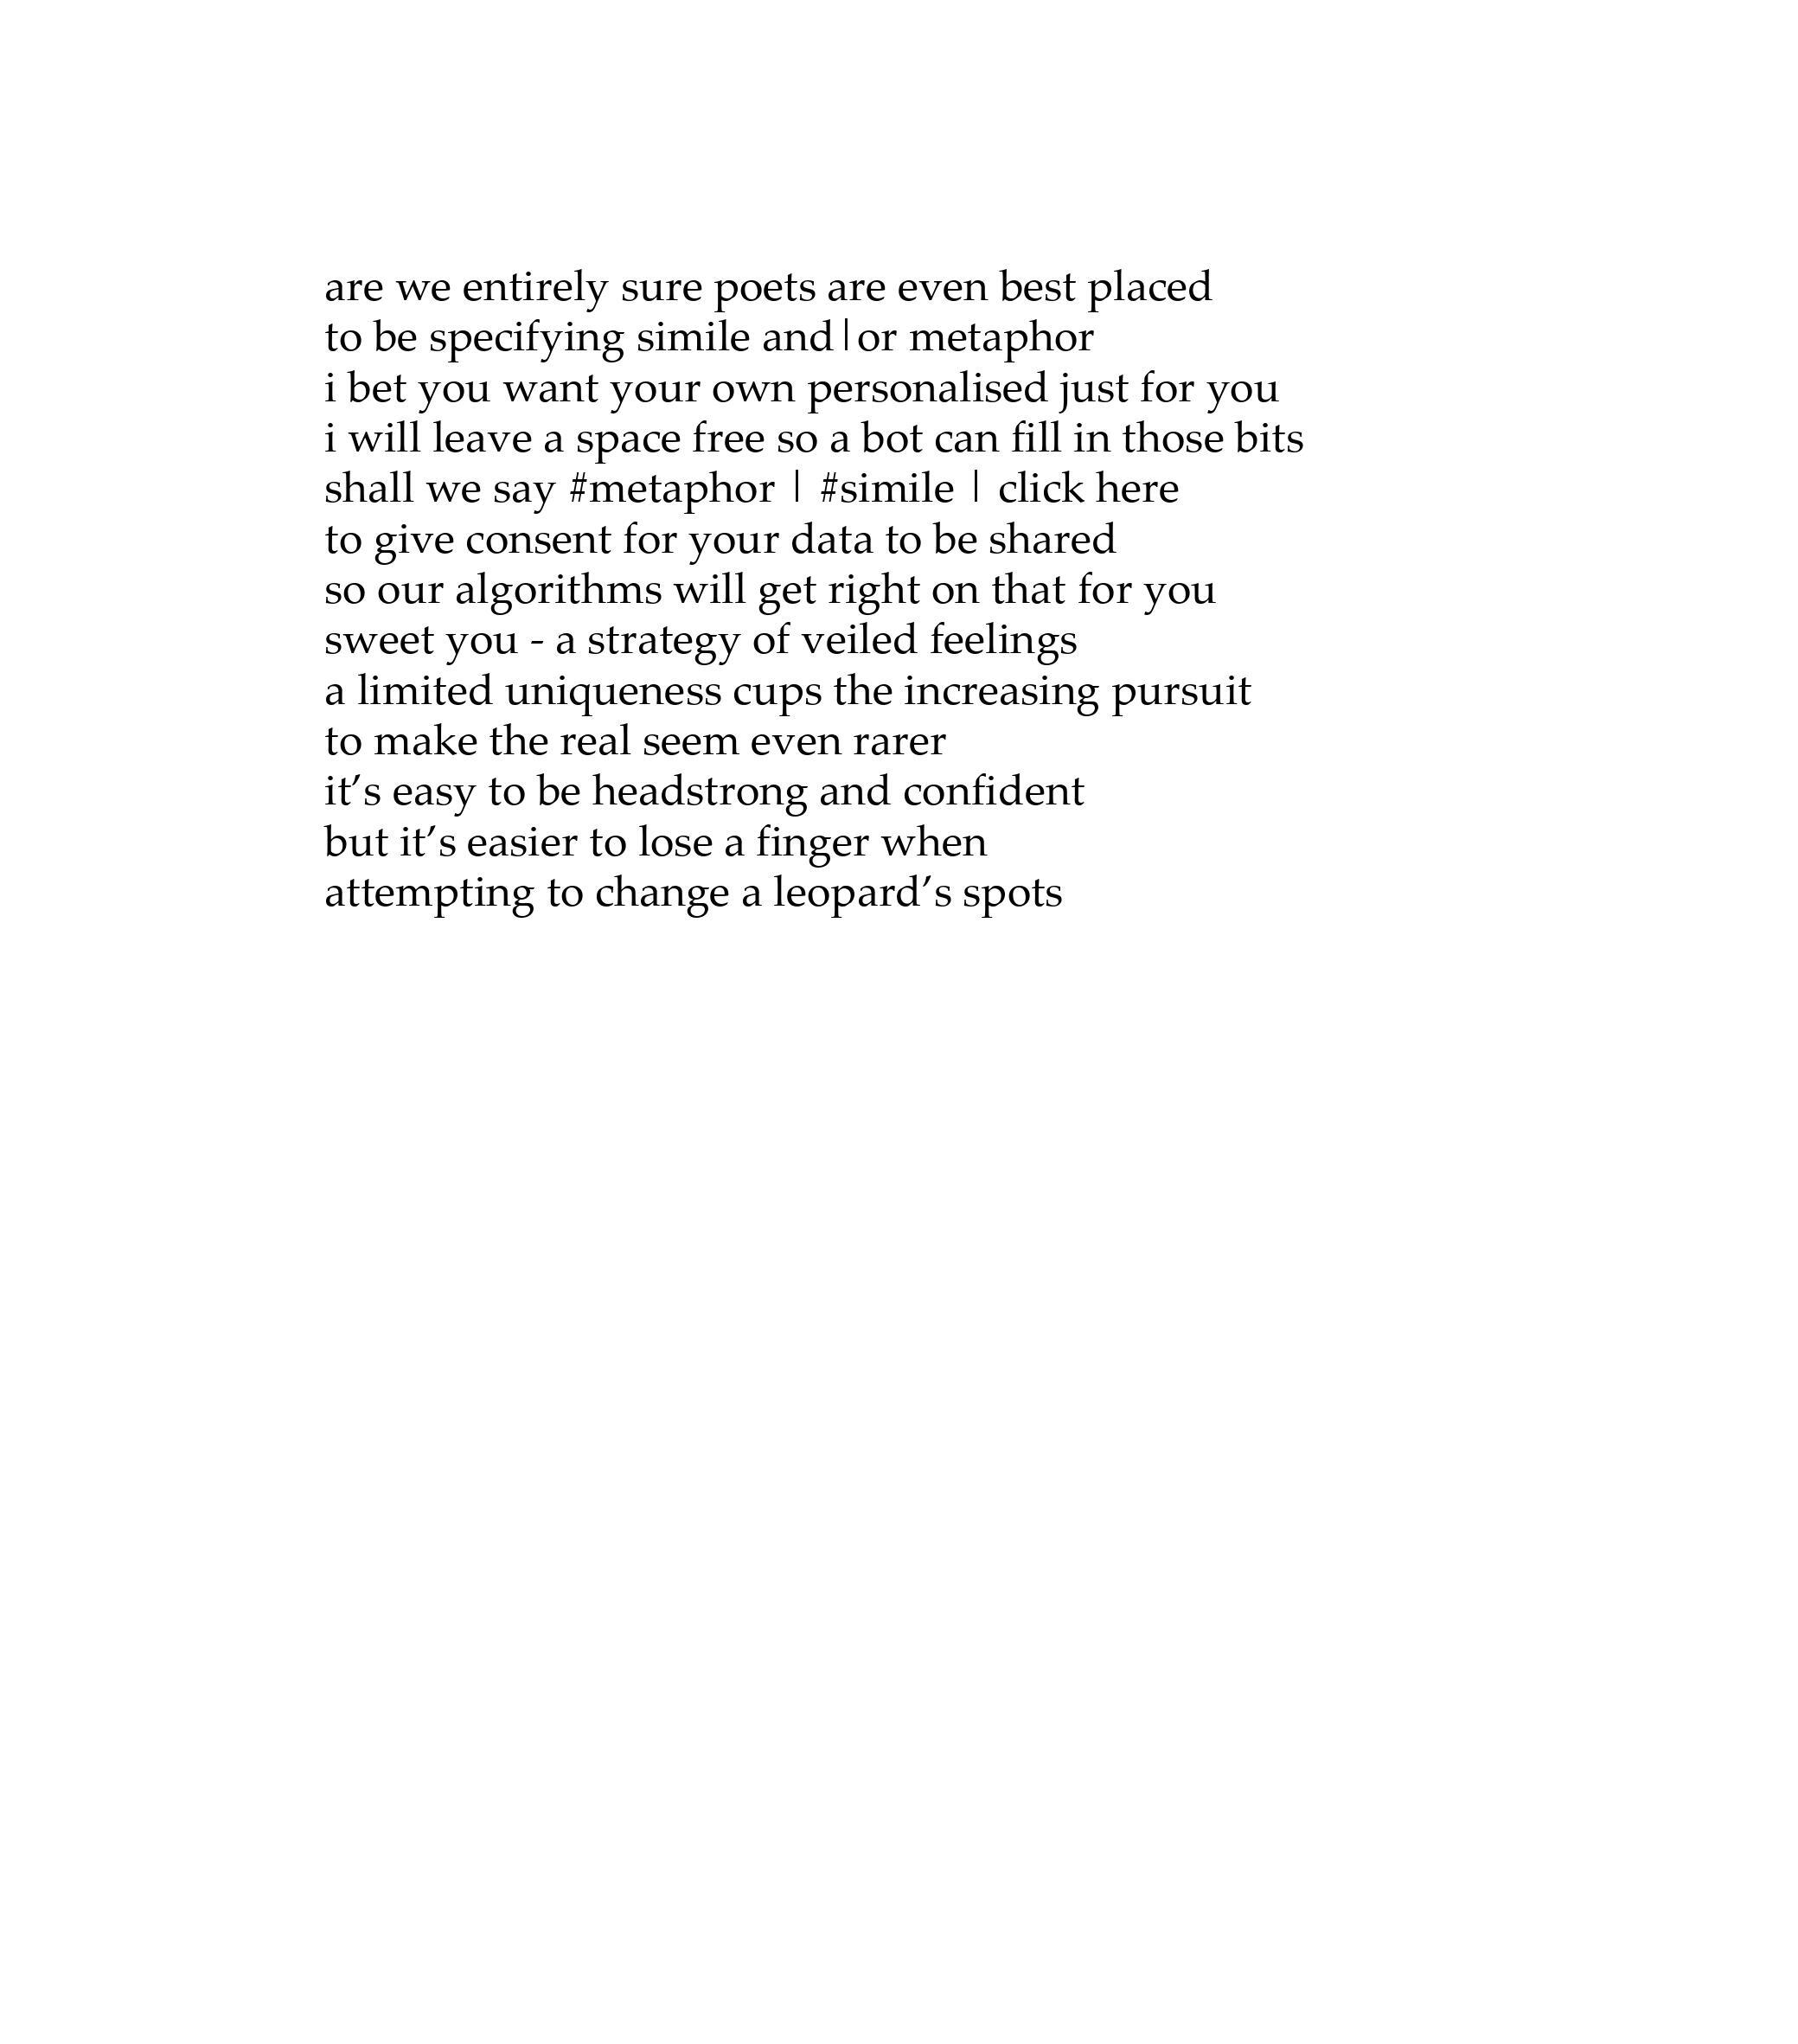 are we entirely sure poets are even best placed
to be specifying simile and|or metaphor
i bet you want your own personalised just for you
i will leave a space free so a bot can fill in those bits
shall we say #metaphor | #simile | click here
to give consent for your data to be shared
so our algorithms will get right on that for you
sweet you - a strategy of veiled feelings
a limited uniqueness cups the increasing pursuit
to make the real seem even rarer
it’s easy to be headstrong and confident
but it’s easier to lose a finger when
attempting to change a leopard’s spots